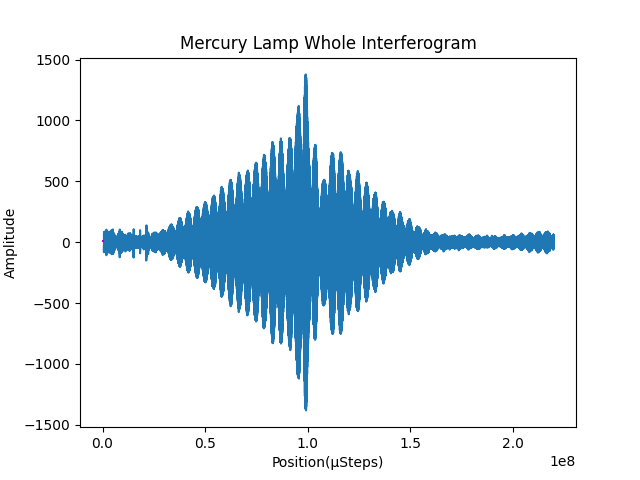 Mercury Lamp Whole Interferogram
1500
1000
500
0
−500
−1000
−1500
Amplitude
0.0 0.5 1.0 1.5 2.0
1e8
Position(μSteps)